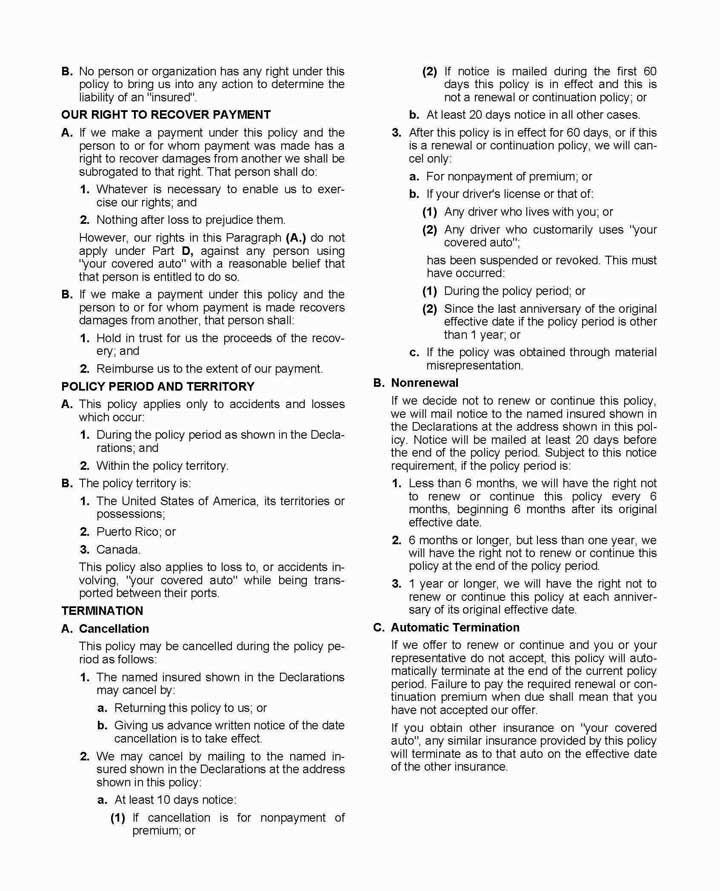 B. No person or organization has any right under this
policy to bring us into any action to determine the
liability of an "insured".
OUR RIGHT TO RECOVER PAYMENT
A. If we make a payment under this policy and the
person to or for whom payment was made has a
right to recover damages from another we shall be
subrogated to that right. That person shall do:
1. Whatever is necessary to enable us to exer-
cise our rights; and
2. Nothing after loss to prejudice them.
However, our rights in this Paragraph (A.) do not
apply under Part D, against any person using
"your covered auto" with a reasonable belief that
that person is entitled to do so.
B. If we make a payment under this policy and the
person to or for whom payment is made recovers
damages from another, that person shall:
1. Hold in trust for us the proceeds of the recov-
ery; and
2. Reimburse us to the extent of our payment.
POLICY PERIOD AND TERRITORY
A. This policy applies only to accidents and losses
which occur:
1. During the policy period as shown in the Decla-
rations; and
2. Within the policy territory.
B. The policy territory is:
1. The United States of America, its territories or
possessions;
2. Puerto Rico; or
3. Canada.
This policy also applies to loss to, or accidents in-
volving, "your covered auto" while being trans-
ported between their ports.
TERMINATION
A. Cancellation
This policy may be cancelled during the policy pe-
riod as follows:
1. The named insured shown in the Declarations
may cancel by:
a. Returning this policy to us; or
b. Giving us advance written notice of the date
cancellation is to take effect.
2. We may cancel by mailing to the named in-
sured shown in the Declarations at the address
shown in this policy:
a. At least 10 days notice:
(1) If cancellation is for nonpayment of
premium; or
(2) If notice is mailed during the first 60
days this policy is in effect and this is
not a renewal or continuation policy; or
b. At least 20 days notice in all other cases.
3. After this policy is in effect for 60 days, or if this
is a renewal or continuation policy, we will can-
cel only:
a. For nonpayment of premium; or
b. If your driver's license or that of:
(1) Any driver who lives with you; or
(2) Any driver who customarily uses "your
covered auto";
has been suspended or revoked. This must
have occurred:
(1) During the policy period; or
(2) Since the last anniversary of the original
effective date if the policy period is other
than 1 year; or
c. If the policy was obtained through material
misrepresentation.
B. Nonrenewal
If we decide not to renew or continue this policy,
we will mail notice to the named insured shown in
the Declarations at the address shown in this pol-
icy. Notice will be mailed at least 20 days before
the end of the policy period. Subject to this notice
requirement, if the policy period is:
1. Less than 6 months, we will have the right not
to renew or continue this policy every 6
months, beginning 6 months after its original
effective date.
2. 6 months or longer, but less than one year, we
will have the right not to renew or continue this
policy at the end of the policy period.
3. 1 year or longer, we will have the right not to
renew or continue this policy at each anniver-
sary of its original effective date.
C. Automatic Termination
If we offer to renew or continue and you or your
representative do not accept, this policy will auto-
matically terminate at the end of the current policy
period. Failure to pay the required renewal or con-
tinuation premium when due shall mean that you
have not accepted our offer.
If you obtain other insurance on "your covered
auto", any similar insurance provided by this policy
will terminate as to that auto on the effective date
of the other insurance.